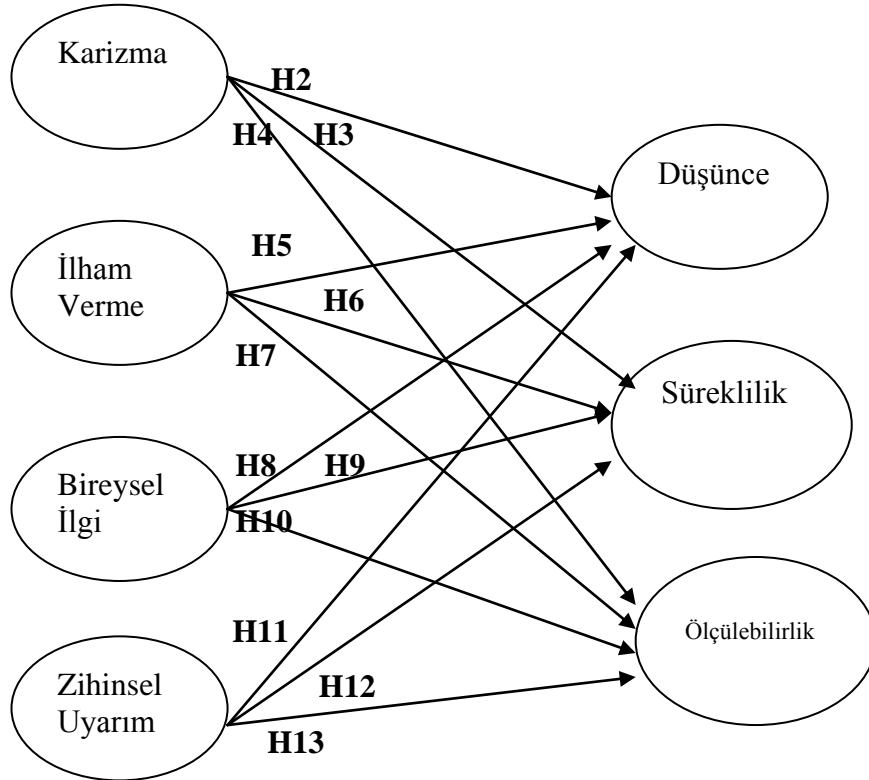 Karizma
H2
H4
H3
Düşünce
İlham
Verme
H5
H6
H7
Süreklilik
Bireysel
İlgi
H8
H9
H10
Ölçülebilirlik
Zihinsel
Uyarım
H11
H12
H13